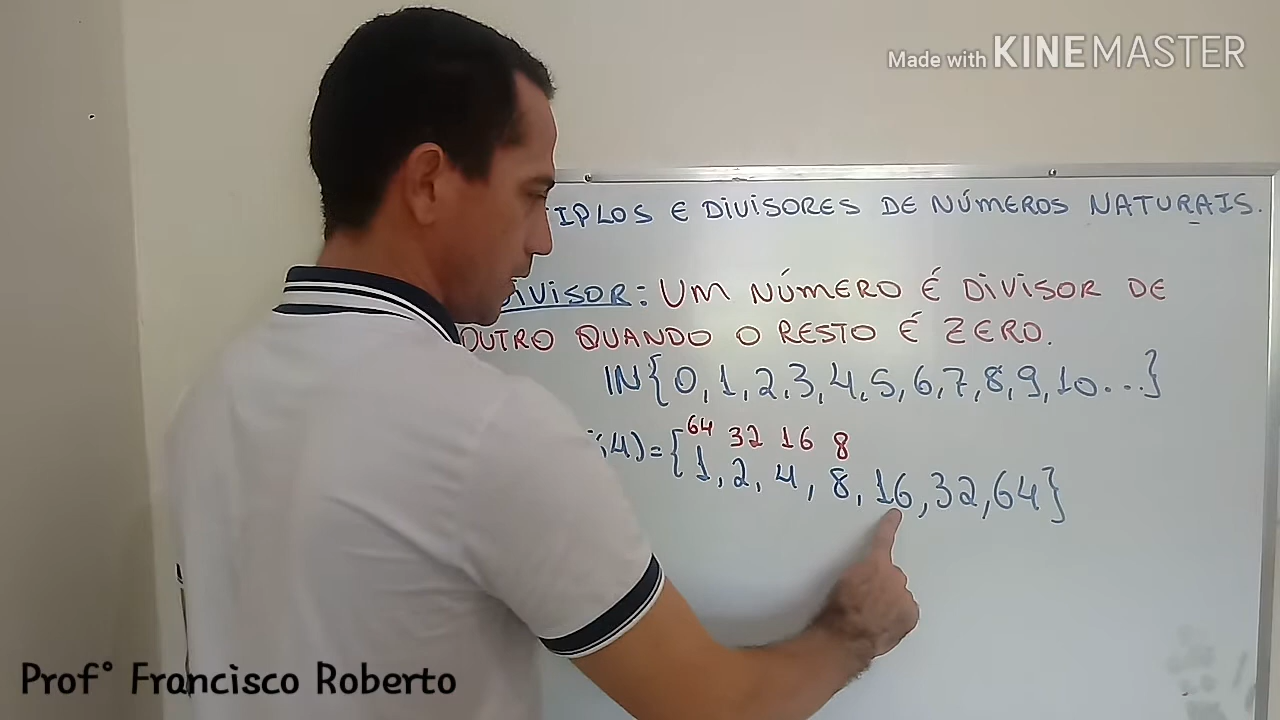 Made with KINEMASTER
TIPLOS E DIVISORES DE NÚMEROS NATURAIS.
DIVISOR: UM NÚMERO É DIVISOR DE
OUTRO QUANDO O RESTO É ZERO.
IN{0,1,2,3,4,5,6,7,8,9,10...}
64 32 16 8
4)={1,2,4,8,16,32,64}
Prof° Francisco Roberto